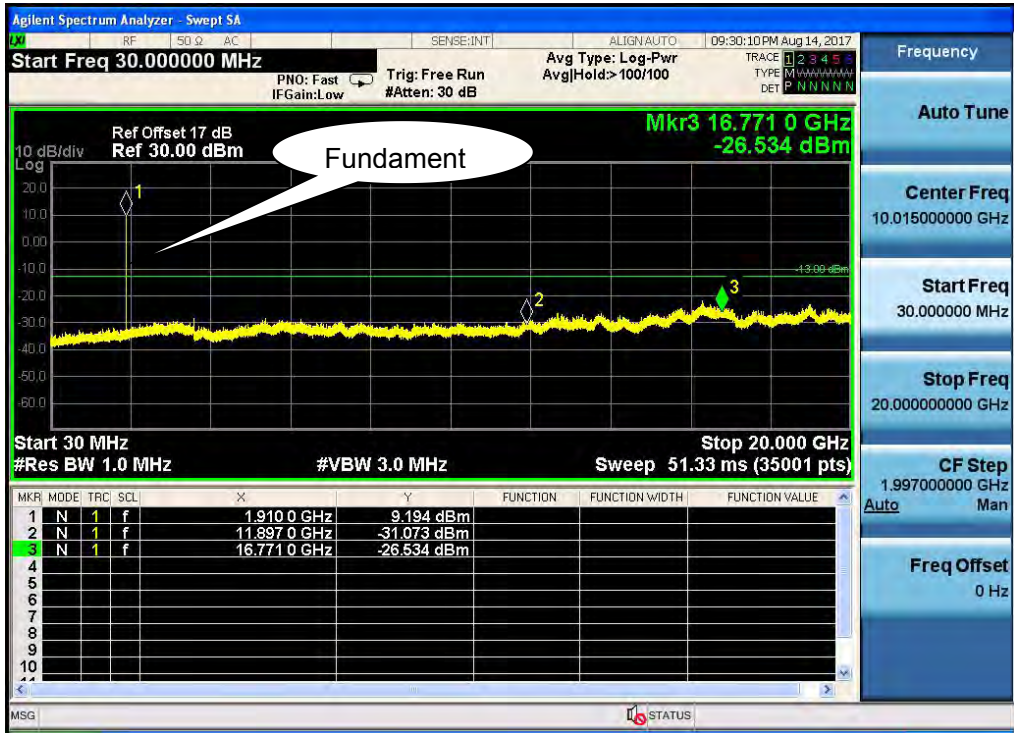 Agilent Spectrum Analyzer - Swept SA
LXI RF 50 Ω AC SENSE:INT ALIGN AUTO 09:30:10 PM Aug 14, 2017
Start Freq 30.000000 MHz
PNO: Fast
IFGain:Low
Trig: Free Run
#Atten: 30 dB
Avg Type: Log-Pwr
Avg|Hold:>100/100
TRACE 1 2 3 4 5 6
TYPE M
DET P N N N N N
Ref Offset 17 dB
10 dB/div Ref 30.00 dBm
Log
Mkr3 16.771 0 GHz
-26.534 dBm
Fundament
20.0
10.0
0.00
-10.0
-20.0
-30.0
-40.0
-50.0
-60.0
1
2
3
-13.00 dBm
Start 30 MHz Stop 20.000 GHz
#Res BW 1.0 MHz #VBW 3.0 MHz Sweep 51.33 ms (35001 pts)
MKR MODE TRC SCL X Y FUNCTION FUNCTION WIDTH FUNCTION VALUE
1 N 1 f 1.910 0 GHz 9.194 dBm
2 N 1 f 11.897 0 GHz -31.073 dBm
3 N 1 f 16.771 0 GHz -26.534 dBm
4
5
6
7
8
9
10
MSG STATUS
Frequency
Auto Tune
Center Freq
10.015000000 GHz
Start Freq
30.000000 MHz
Stop Freq
20.000000000 GHz
CF Step
1.997000000 GHz
Auto Man
Freq Offset
0 Hz